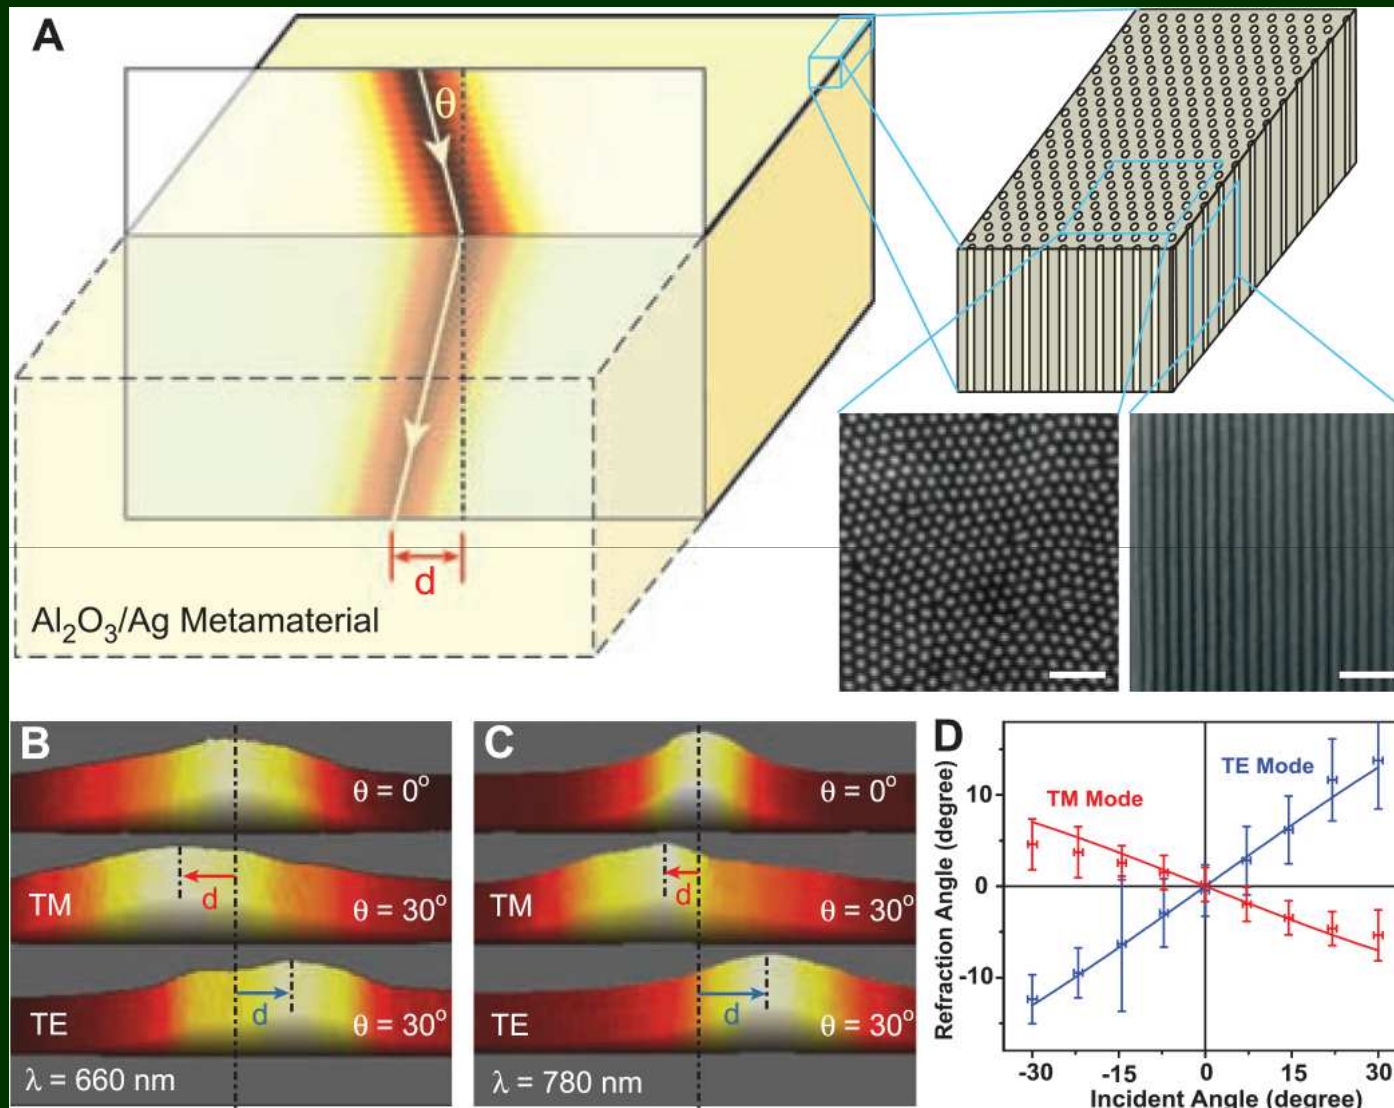 A
θ
d
Al₂O₃/Ag Metamaterial
B
θ = 0°
TM
d
θ = 30°
TE
d
θ = 30°
λ = 660 nm
C
θ = 0°
TM
d
θ = 30°
TE
d
θ = 30°
λ = 780 nm
D
TE Mode
TM Mode
Refraction Angle (degree)
10
0
-10
-30 -15 0 15 30
Incident Angle (degree)